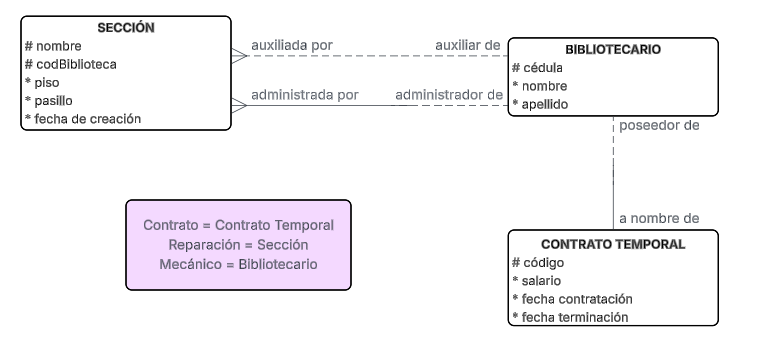 SECCIÓN
# nombre
# codBiblioteca
* piso
* pasillo
* fecha de creación
auxiliada por
auxiliar de
administrada por
administrador de
BIBLIOTECARIO
# cédula
* nombre
* apellido
poseedor de
a nombre de
CONTRATO TEMPORAL
# código
* salario
* fecha contratación
* fecha terminación
Contrato = Contrato Temporal
Reparación = Sección
Mecánico = Bibliotecario